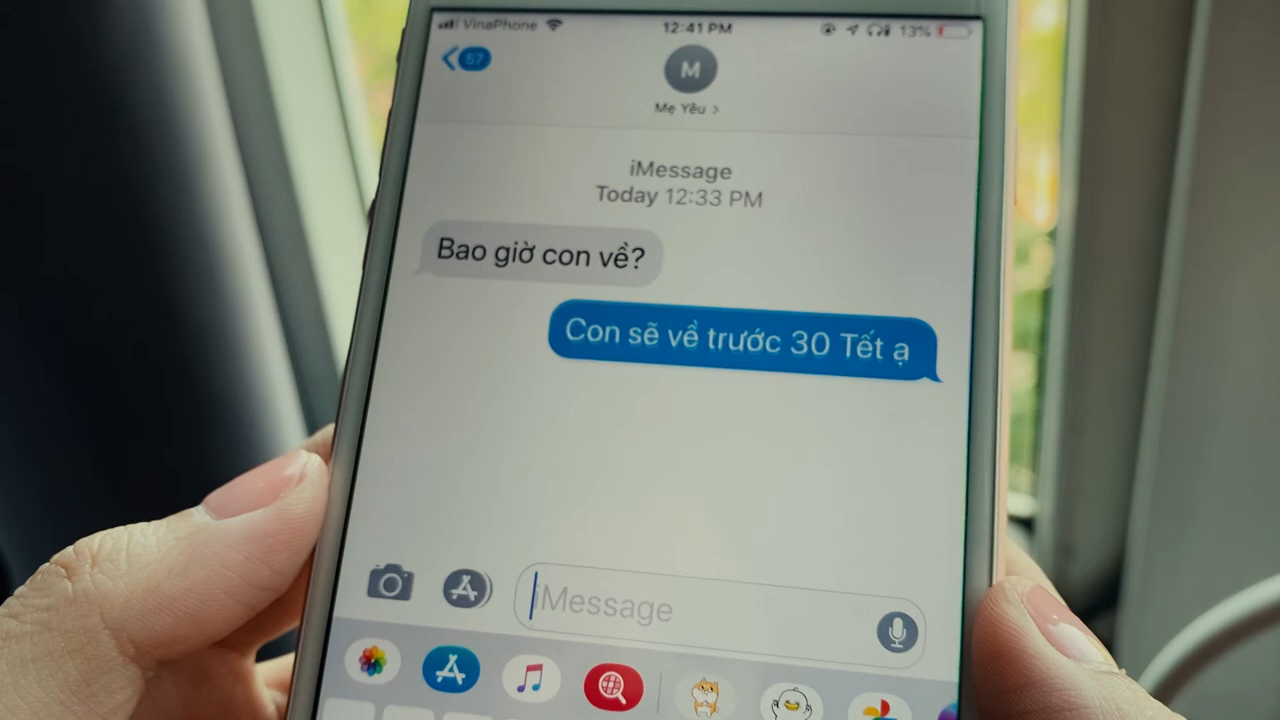 VinaPhone 12:41 PM 13%
57
M
Mẹ Yêu >
iMessage
Today 12:33 PM
Bao giờ con về?
Con sẽ về trước 30 Tết ạ
iMessage